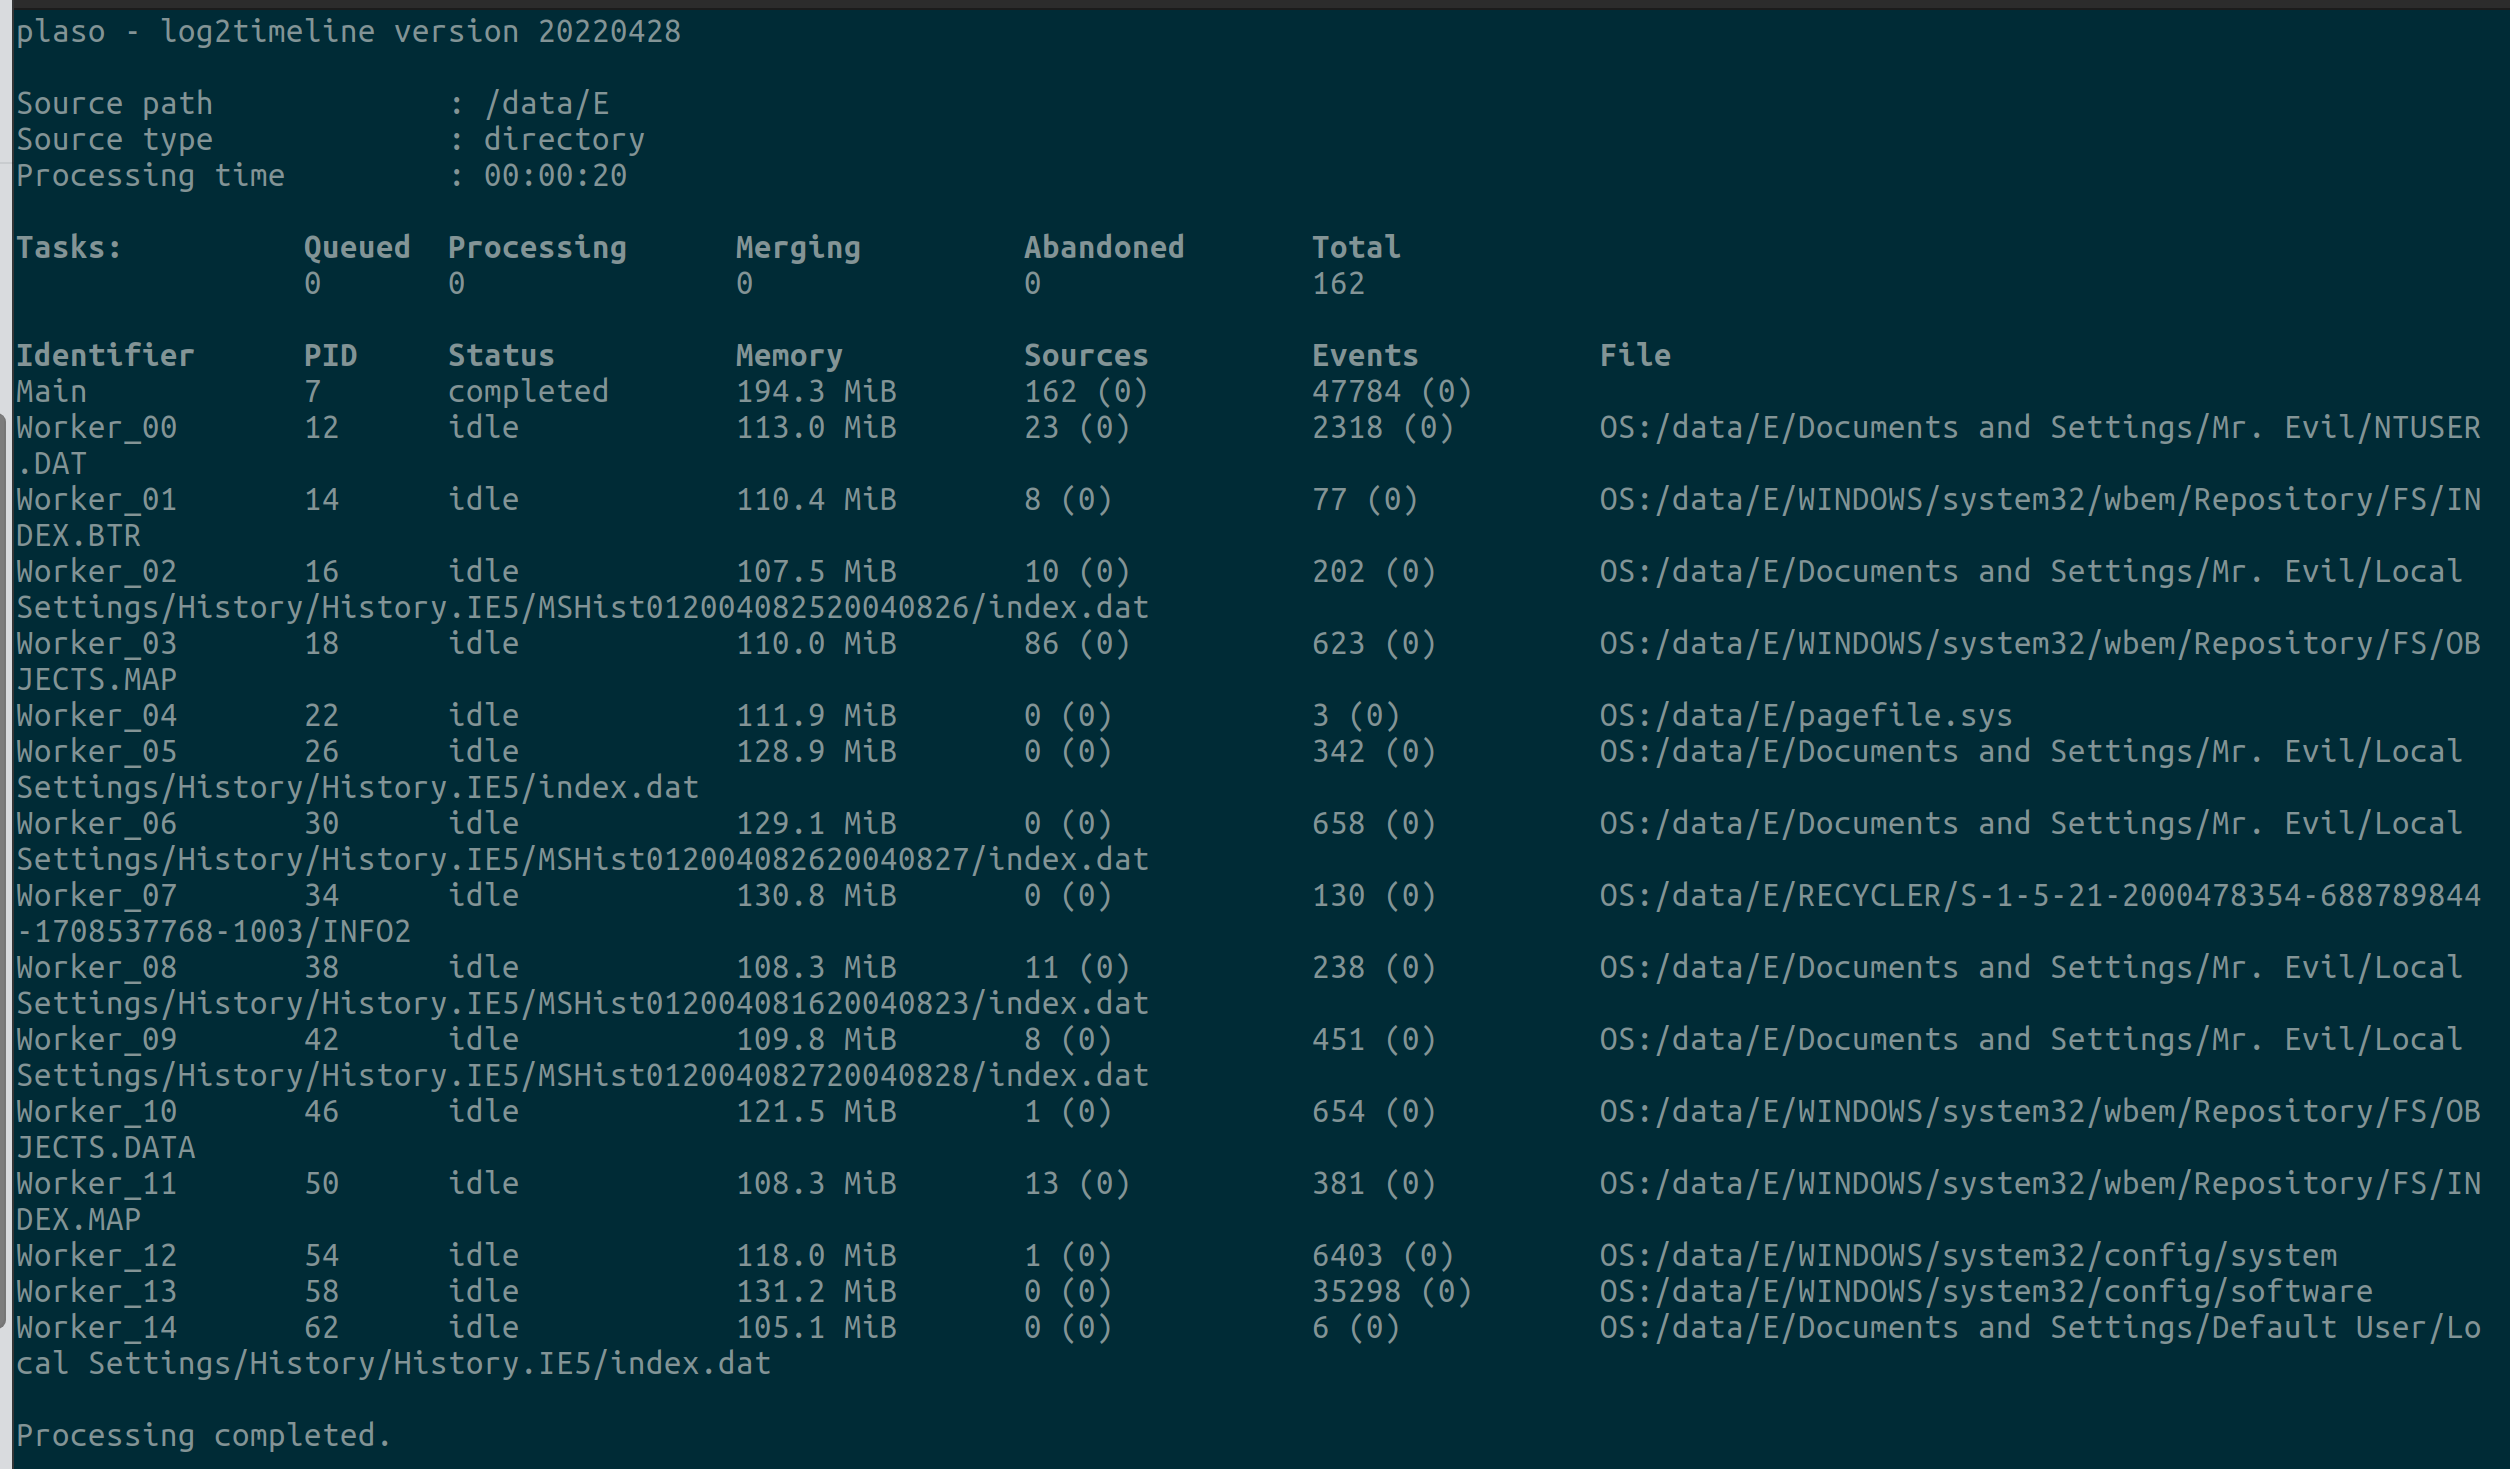 plaso - log2timeline version 20220428
Source path : /data/E
Source type : directory
Processing time : 00:00:20
Tasks: Queued Processing Merging Abandoned Total
0 0 0 0 162
Identifier PID Status Memory Sources Events File
Main 7 completed 194.3 MiB 162 (0) 47784 (0)
Worker_00 12 idle 113.0 MiB 23 (0) 2318 (0) OS:/data/E/Documents and Settings/Mr. Evil/NTUSER
.DAT
Worker_01 14 idle 110.4 MiB 8 (0) 77 (0) OS:/data/E/WINDOWS/system32/wbem/Repository/FS/IN
DEX.BTR
Worker_02 16 idle 107.5 MiB 10 (0) 202 (0) OS:/data/E/Documents and Settings/Mr. Evil/Local
Settings/History/History.IE5/MSHist012004082520040826/index.dat
Worker_03 18 idle 110.0 MiB 86 (0) 623 (0) OS:/data/E/WINDOWS/system32/wbem/Repository/FS/OB
JECTS.MAP
Worker_04 22 idle 111.9 MiB 0 (0) 3 (0) OS:/data/E/pagefile.sys
Worker_05 26 idle 128.9 MiB 0 (0) 342 (0) OS:/data/E/Documents and Settings/Mr. Evil/Local
Settings/History/History.IE5/index.dat
Worker_06 30 idle 129.1 MiB 0 (0) 658 (0) OS:/data/E/Documents and Settings/Mr. Evil/Local
Settings/History/History.IE5/MSHist012004082620040827/index.dat
Worker_07 34 idle 130.8 MiB 0 (0) 130 (0) OS:/data/E/RECYCLER/S-1-5-21-2000478354-688789844
-1708537768-1003/INFO2
Worker_08 38 idle 108.3 MiB 11 (0) 238 (0) OS:/data/E/Documents and Settings/Mr. Evil/Local
Settings/History/History.IE5/MSHist012004081620040823/index.dat
Worker_09 42 idle 109.8 MiB 8 (0) 451 (0) OS:/data/E/Documents and Settings/Mr. Evil/Local
Settings/History/History.IE5/MSHist012004082720040828/index.dat
Worker_10 46 idle 121.5 MiB 1 (0) 654 (0) OS:/data/E/WINDOWS/system32/wbem/Repository/FS/OB
JECTS.DATA
Worker_11 50 idle 108.3 MiB 13 (0) 381 (0) OS:/data/E/WINDOWS/system32/wbem/Repository/FS/IN
DEX.MAP
Worker_12 54 idle 118.0 MiB 1 (0) 6403 (0) OS:/data/E/WINDOWS/system32/config/system
Worker_13 58 idle 131.2 MiB 0 (0) 35298 (0) OS:/data/E/WINDOWS/system32/config/software
Worker_14 62 idle 105.1 MiB 0 (0) 6 (0) OS:/data/E/Documents and Settings/Default User/Lo
cal Settings/History/History.IE5/index.dat
Processing completed.